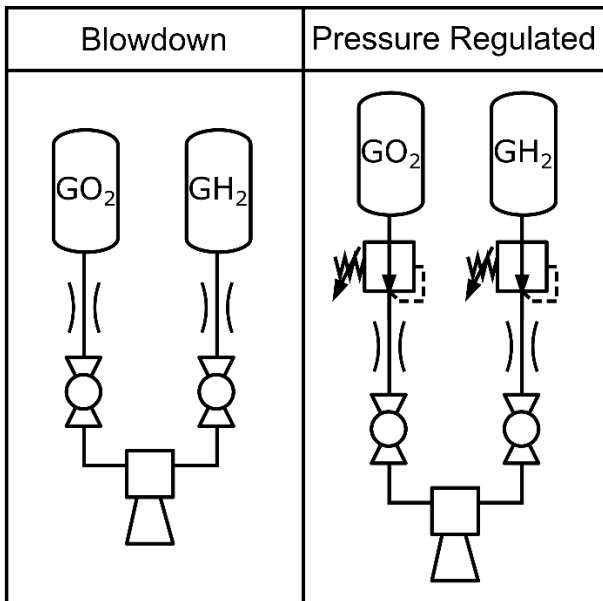 Blowdown
Pressure Regulated
GO₂
GH₂
GO₂
GH₂